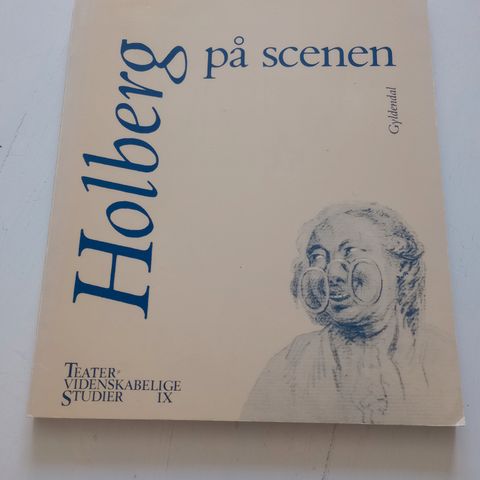 Holberg
på scenen
Gyldendal
TEATER-
VIDENSKABELIGE
STUDIER IX